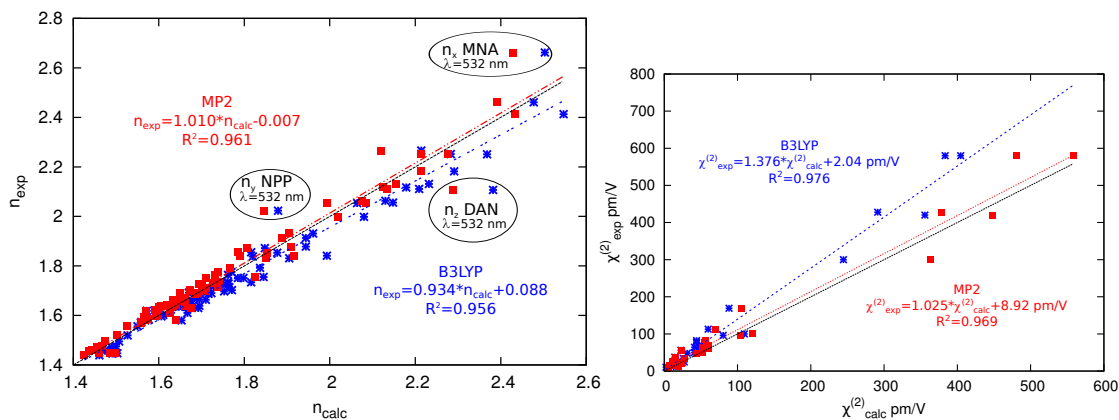 2.8
2.6
2.4
2.2
2.0
1.8
1.6
1.4
n_exp
1.4
1.6
1.8
2.0
2.2
2.4
2.6
n_calc
n_x MNA
λ=532 nm
MP2
n_exp=1.010*n_calc-0.007
R²=0.961
n_y NPP
λ=532 nm
n_z DAN
λ=532 nm
B3LYP
n_exp=0.934*n_calc+0.088
R²=0.956
800
700
600
500
400
300
200
100
0
χ^(2)_exp pm/V
0
100
200
300
400
500
600
χ^(2)_calc pm/V
B3LYP
χ^(2)_exp=1.376*χ^(2)_calc+2.04 pm/V
R²=0.976
MP2
χ^(2)_exp=1.025*χ^(2)_calc+8.92 pm/V
R²=0.969